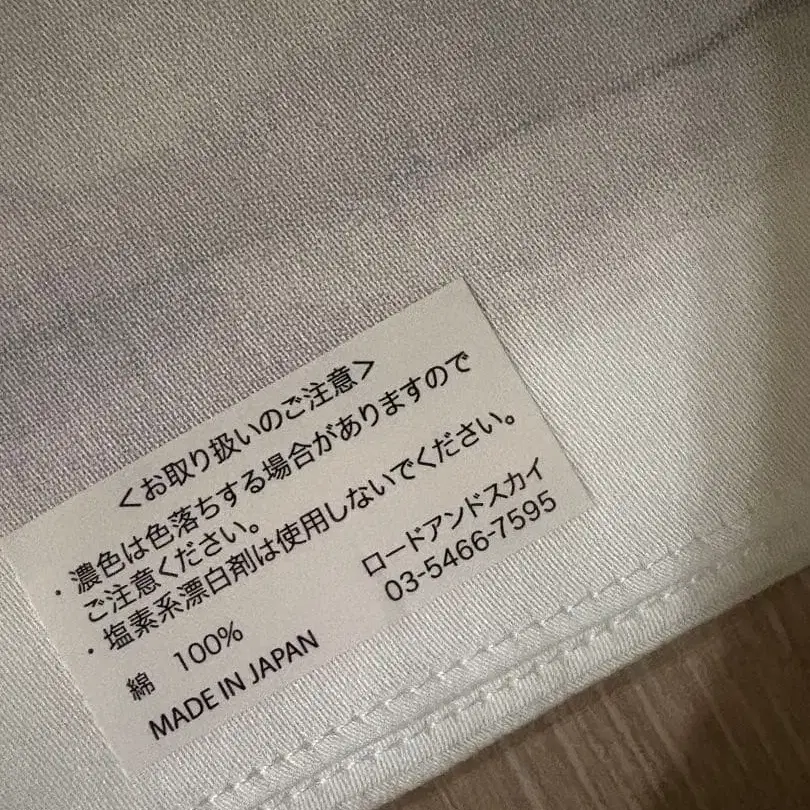 ＜お取り扱いのご注意＞
・濃色は色落ちする場合がありますので
ご注意ください。
・塩素系漂白剤は使用しないでください。
ロードアンドスカイ
03-5466-7595
綿 100%
MADE IN JAPAN